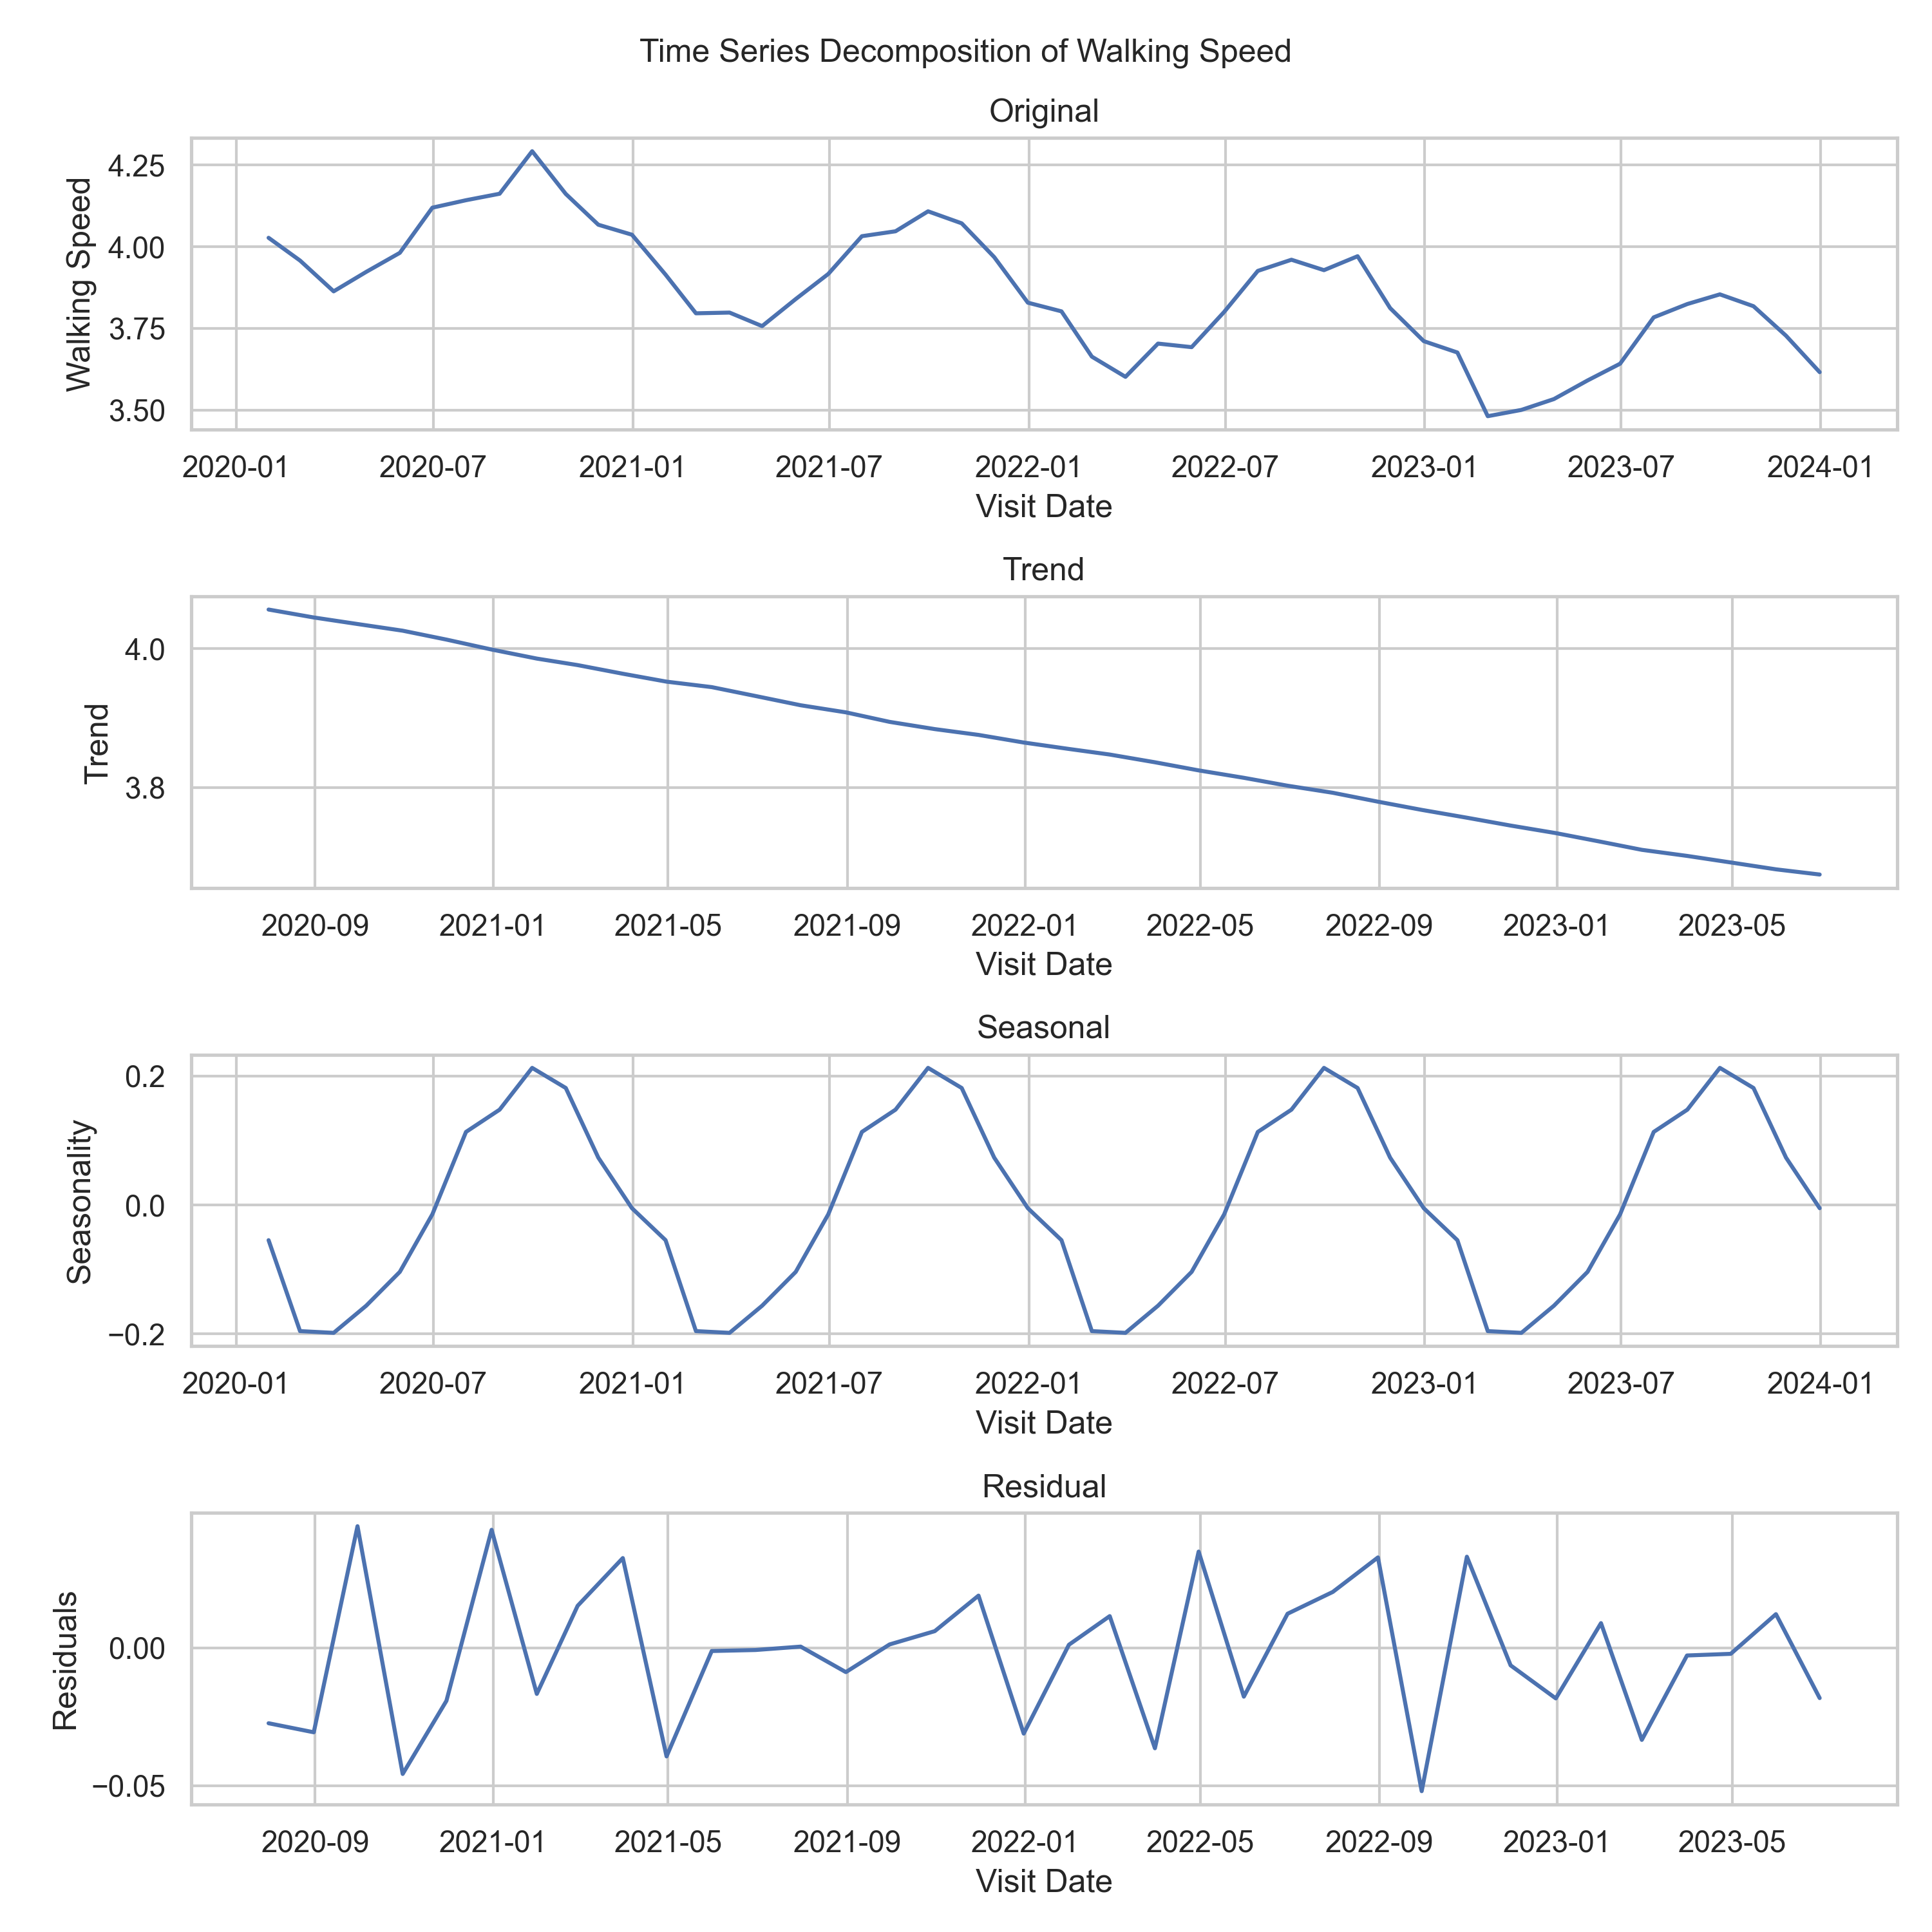 Time Series Decomposition of Walking Speed
Original
Walking Speed
4.25
4.00
3.75
3.50
2020-01 2020-07 2021-01 2021-07 2022-01 2022-07 2023-01 2023-07 2024-01
Visit Date
Trend
Trend
4.0
3.8
2020-09 2021-01 2021-05 2021-09 2022-01 2022-05 2022-09 2023-01 2023-05
Visit Date
Seasonal
Seasonality
0.2
0.0
−0.2
2020-01 2020-07 2021-01 2021-07 2022-01 2022-07 2023-01 2023-07 2024-01
Visit Date
Residual
Residuals
0.00
−0.05
2020-09 2021-01 2021-05 2021-09 2022-01 2022-05 2022-09 2023-01 2023-05
Visit Date